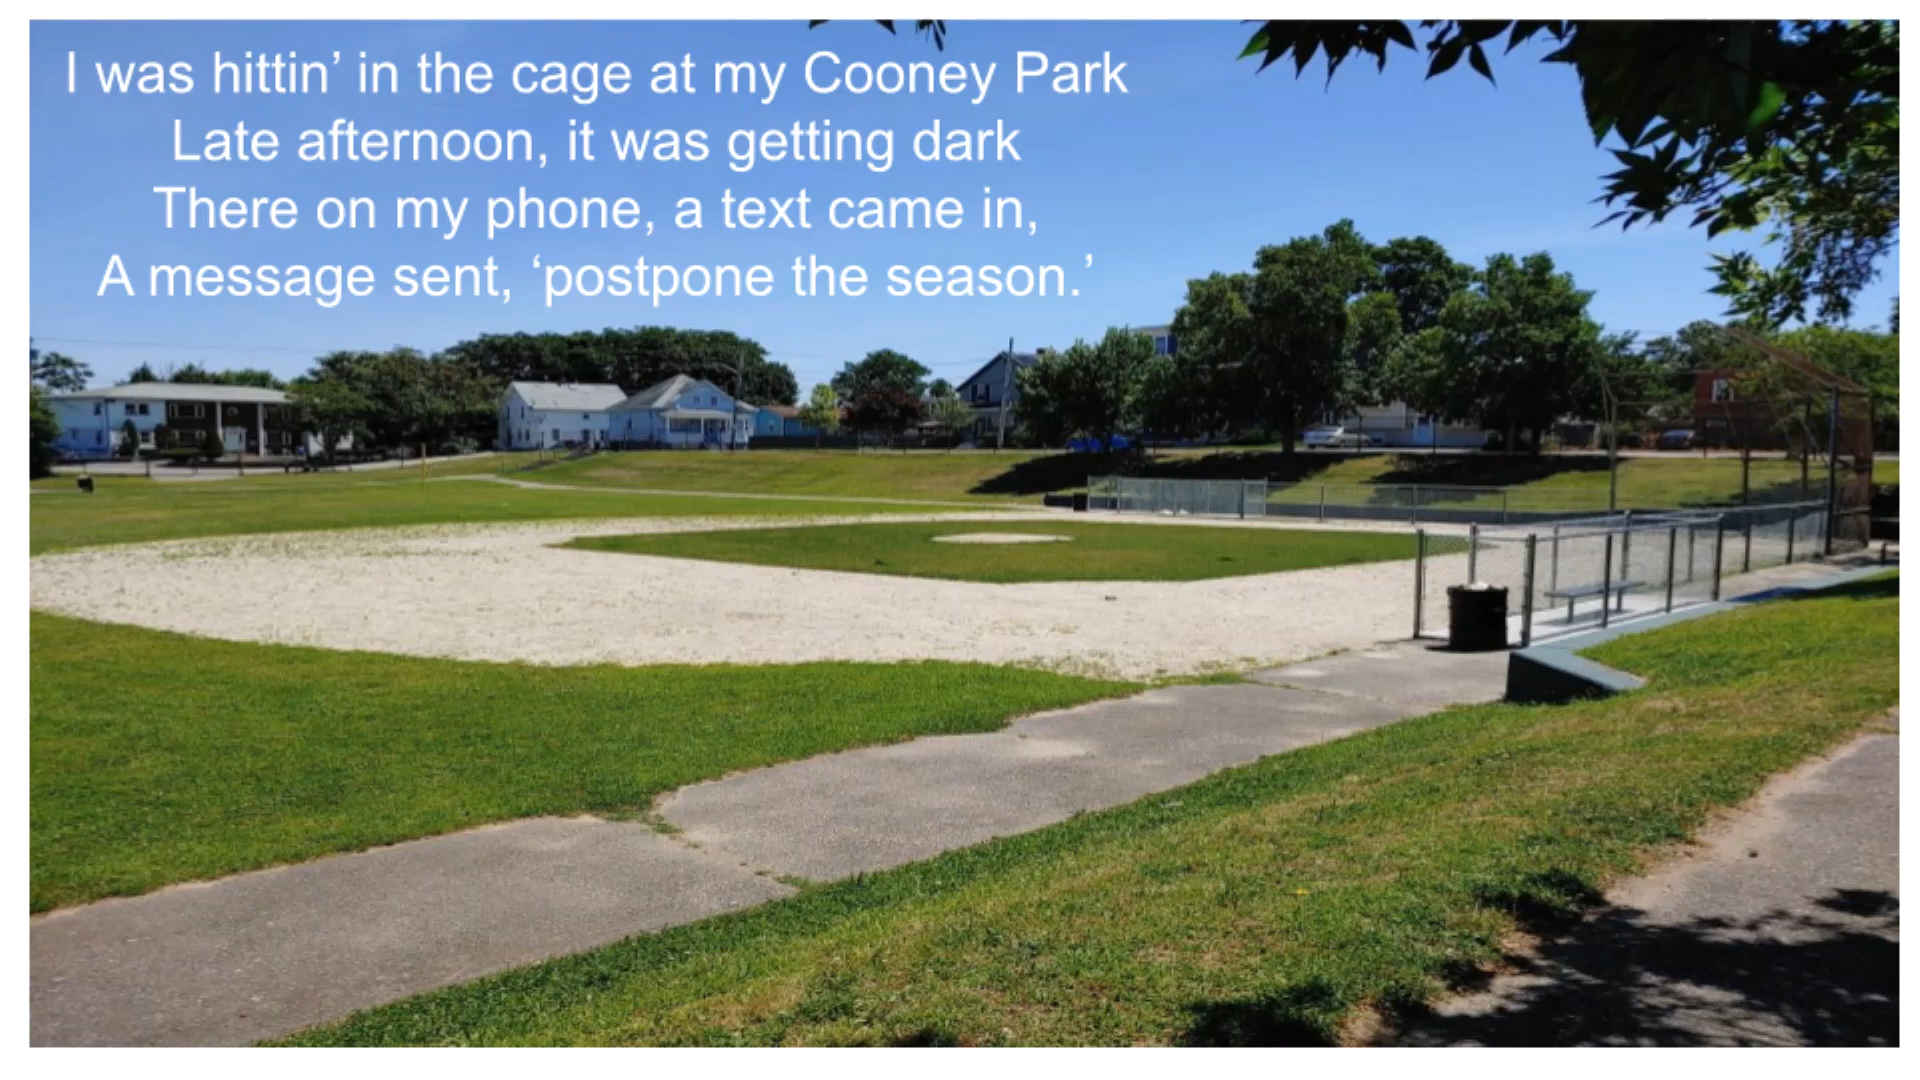 I was hittin’ in the cage at my Cooney Park
Late afternoon, it was getting dark
There on my phone, a text came in,
A message sent, ‘postpone the season.’